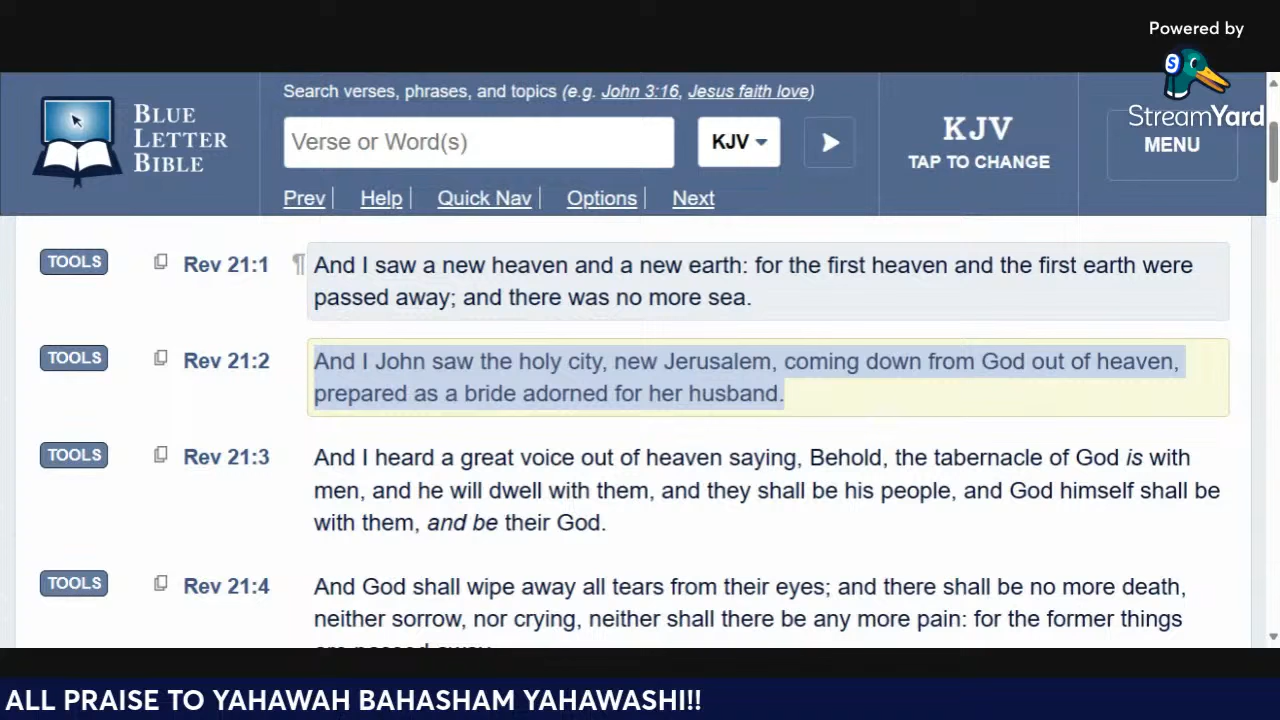 Powered by
S
StreamYard
BLUE
LETTER
BIBLE
Search verses, phrases, and topics (e.g. John 3:16, Jesus faith love)
Verse or Word(s)
KJV
Prev Help Quick Nav Options Next
KJV
TAP TO CHANGE
MENU
TOOLS Rev 21:1 ¶ And I saw a new heaven and a new earth: for the first heaven and the first earth were
passed away; and there was no more sea.
TOOLS Rev 21:2 And I John saw the holy city, new Jerusalem, coming down from God out of heaven,
prepared as a bride adorned for her husband.
TOOLS Rev 21:3 And I heard a great voice out of heaven saying, Behold, the tabernacle of God is with
men, and he will dwell with them, and they shall be his people, and God himself shall be
with them, and be their God.
TOOLS Rev 21:4 And God shall wipe away all tears from their eyes; and there shall be no more death,
neither sorrow, nor crying, neither shall there be any more pain: for the former things
are passed away.
ALL PRAISE TO YAHAWAH BAHASHAM YAHAWASHI!!